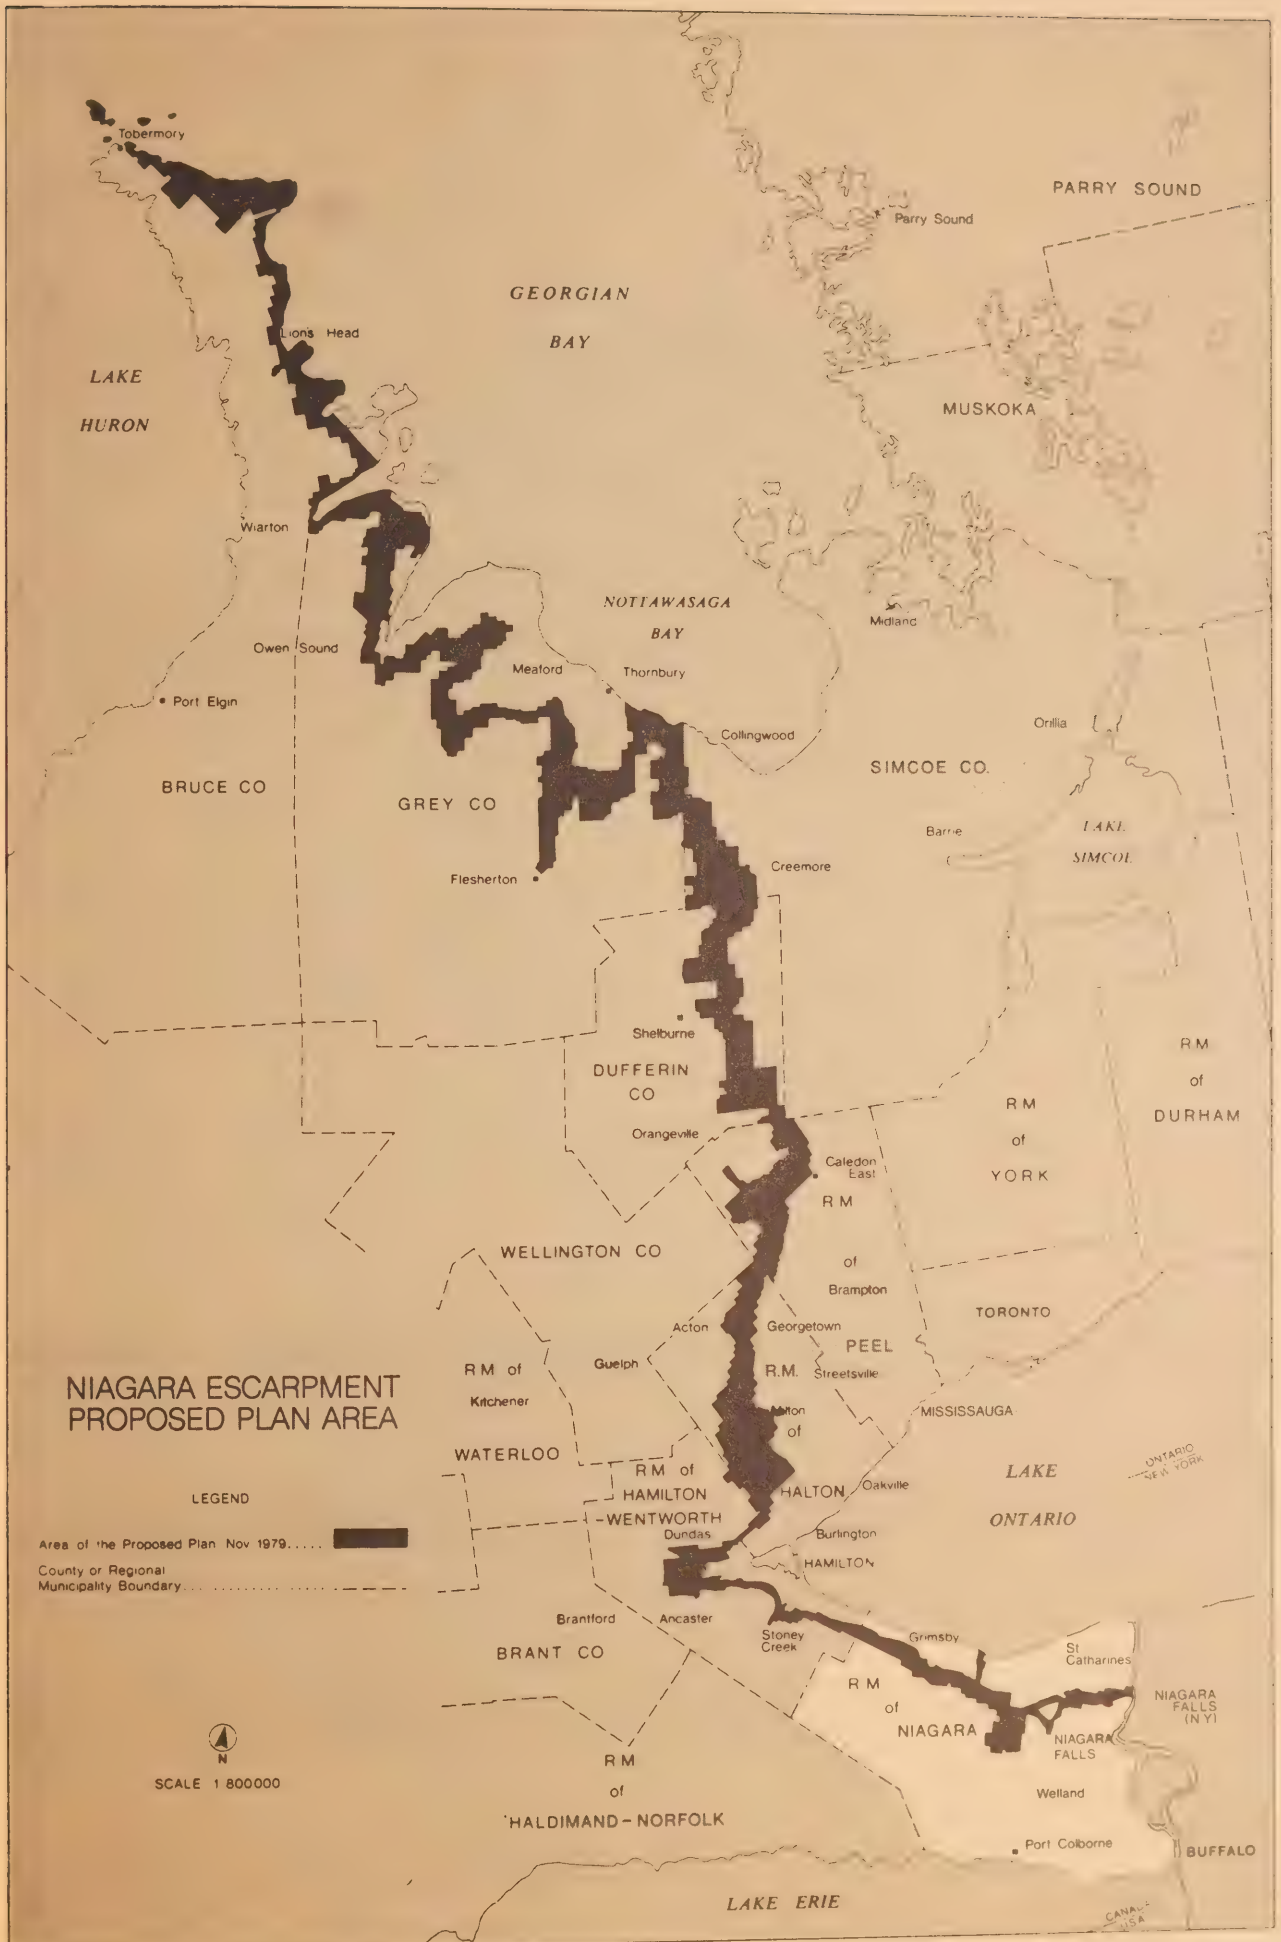 Tobermory
PARRY SOUND
Parry Sound
GEORGIAN
BAY
Lion's Head
LAKE
HURON
MUSKOKA
Wiarton
NOTTAWASAGA
BAY
Midland
Owen Sound
Meaford
Thornbury
Port Elgin
Orillia
Collingwood
SIMCOE CO.
BRUCE CO
GREY CO
Barrie
LAKE
SIMCOE
Creemore
Flesherton
Shelburne
R M
of
DURHAM
DUFFERIN
CO
R M
of
YORK
Orangeville
Caledon
East
R M
of
Brampton
PEEL
WELLINGTON CO
TORONTO
Acton
Georgetown
Guelph
R.M.
Streetsville
NIAGARA ESCARPMENT
PROPOSED PLAN AREA
R M of
Kitchener
WATERLOO
Milton
of
MISSISSAUGA
ONTARIO
NEW YORK
LAKE
ONTARIO
R M of
HAMILTON
-WENTWORTH
HALTON
Oakville
LEGEND
Area of the Proposed Plan Nov 1979.....
County or Regional
Municipality Boundary...................
Dundas
Burlington
HAMILTON
Brantford
Ancaster
Stoney
Creek
Grimsby
St
Catharines
BRANT CO
R M
of
NIAGARA
NIAGARA
FALLS
(N Y)
NIAGARA
FALLS
N
SCALE 1 800000
R M
of
HALDIMAND-NORFOLK
Welland
Port Colborne
BUFFALO
LAKE ERIE
CANADA
USA